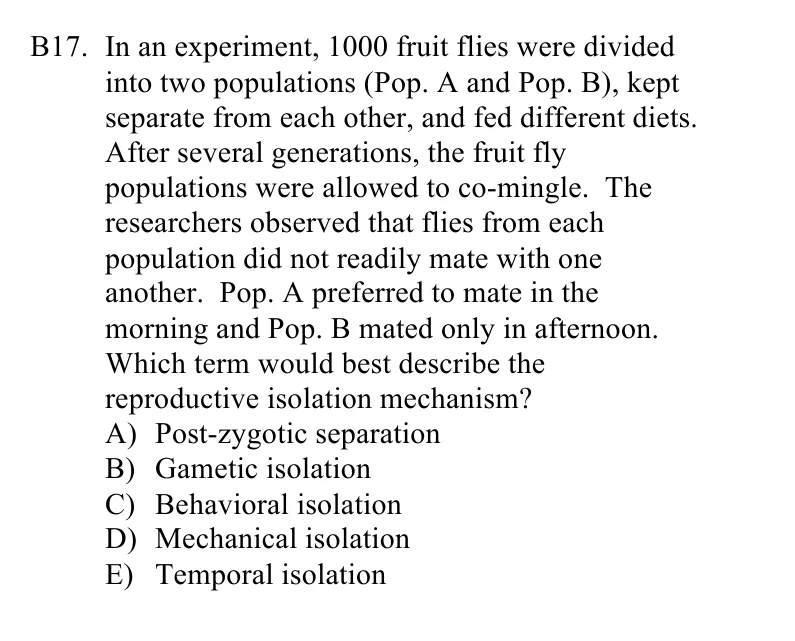 B17. In an experiment, 1000 fruit flies were divided
into two populations (Pop. A and Pop. B), kept
separate from each other, and fed different diets.
After several generations, the fruit fly
populations were allowed to co-mingle. The
researchers observed that flies from each
population did not readily mate with one
another. Pop. A preferred to mate in the
morning and Pop. B mated only in afternoon.
Which term would best describe the
reproductive isolation mechanism?
A) Post-zygotic separation
B) Gametic isolation
C) Behavioral isolation
D) Mechanical isolation
E) Temporal isolation